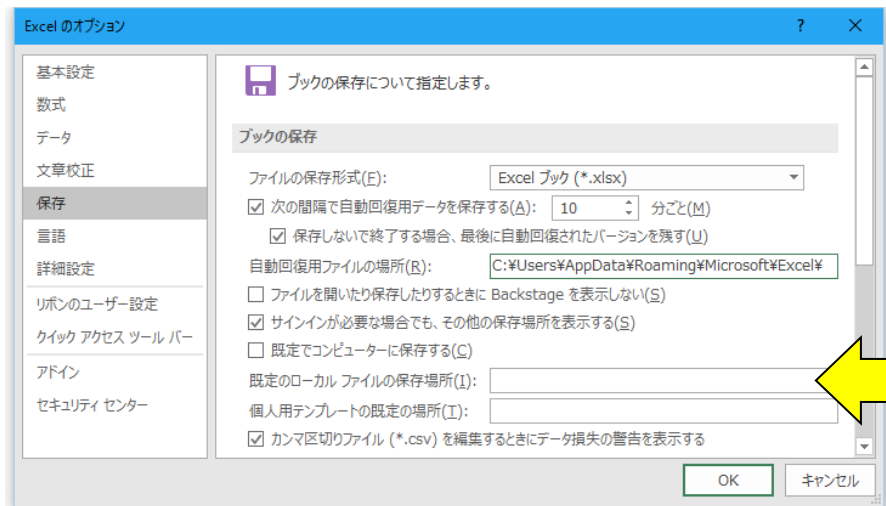 Excel のオプション
?
×
基本設定
数式
データ
文章校正
保存
言語
詳細設定
リボンのユーザー設定
クイック アクセス ツール バー
アドイン
セキュリティ センター
ブックの保存について指定します。
ブックの保存
ファイルの保存形式(F): Excel ブック (*.xlsx)
次の間隔で自動回復用データを保存する(A): 10 分ごと(M)
保存しないで終了する場合、最後に自動回復されたバージョンを残す(U)
自動回復用ファイルの場所(R): C:¥Users¥AppData¥Roaming¥Microsoft¥Excel¥
ファイルを開いたり保存したりするときに Backstage を表示しない(S)
サインインが必要な場合でも、その他の保存場所を表示する(S)
既定でコンピューターに保存する(C)
既定のローカル ファイルの保存場所(I):
個人用テンプレートの既定の場所(T):
カンマ区切りファイル (*.csv) を編集するときにデータ損失の警告を表示する
OK キャンセル